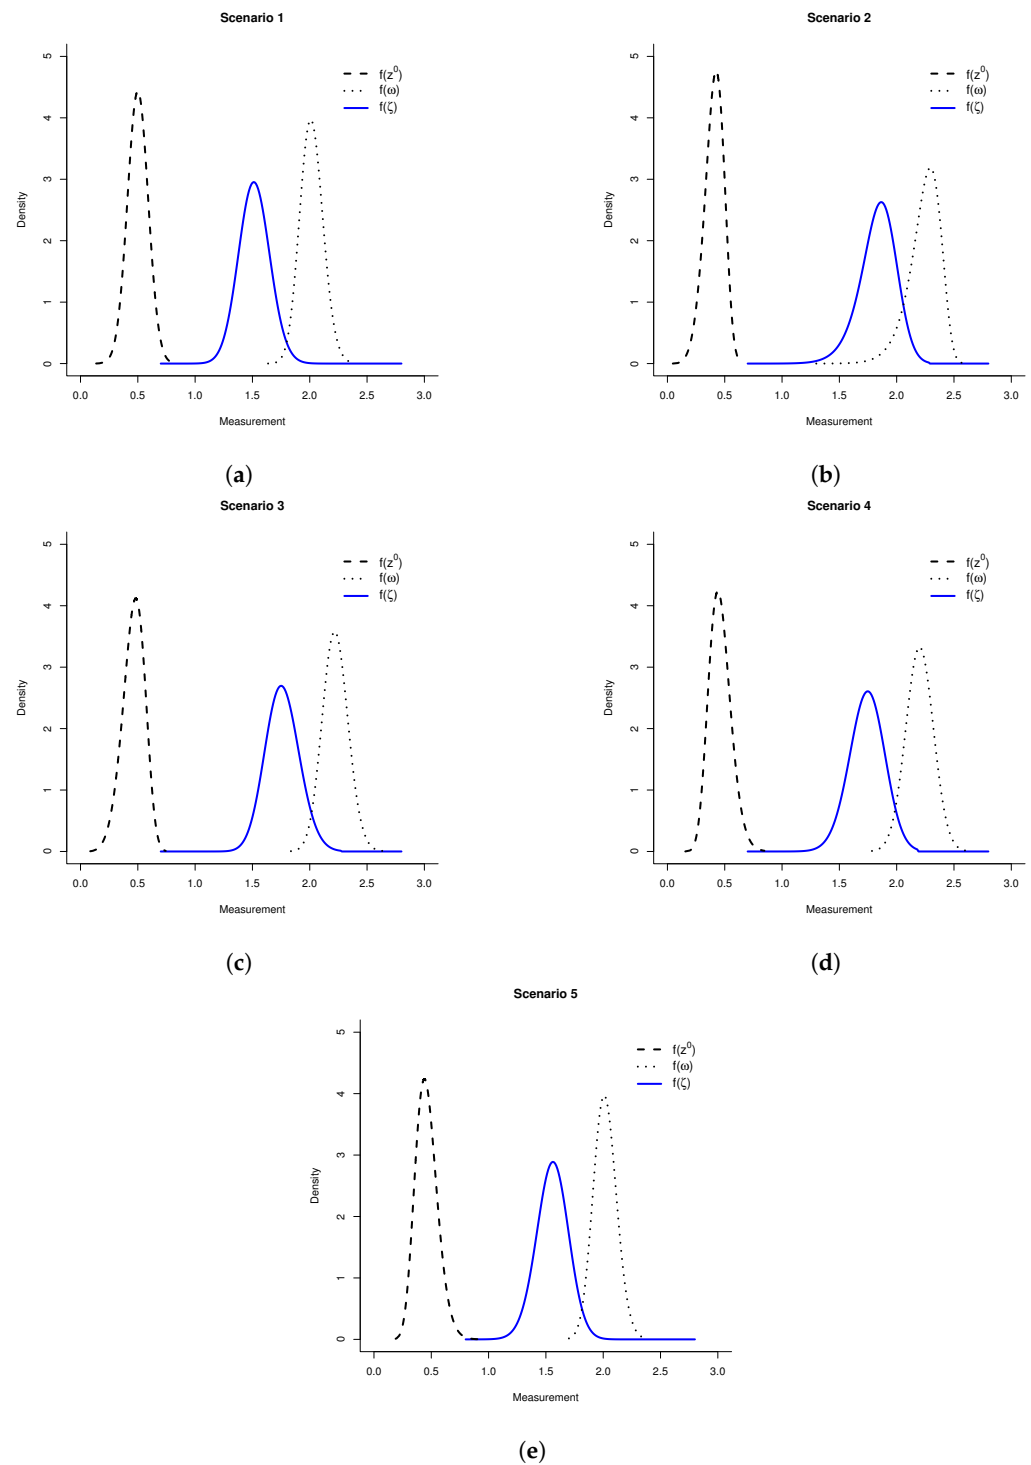 Scenario 1
5
4
3
2
1
0
Density
f(z⁰)
f(ω)
f(ζ)
0.0 0.5 1.0 1.5 2.0 2.5 3.0
Measurement
(a)
Scenario 2
5
4
3
2
1
0
Density
f(z⁰)
f(ω)
f(ζ)
0.0 0.5 1.0 1.5 2.0 2.5 3.0
Measurement
(b)
Scenario 3
5
4
3
2
1
0
Density
f(z⁰)
f(ω)
f(ζ)
0.0 0.5 1.0 1.5 2.0 2.5 3.0
Measurement
(c)
Scenario 4
5
4
3
2
1
0
Density
f(z⁰)
f(ω)
f(ζ)
0.0 0.5 1.0 1.5 2.0 2.5 3.0
Measurement
(d)
Scenario 5
5
4
3
2
1
0
Density
f(z⁰)
f(ω)
f(ζ)
0.0 0.5 1.0 1.5 2.0 2.5 3.0
Measurement
(e)